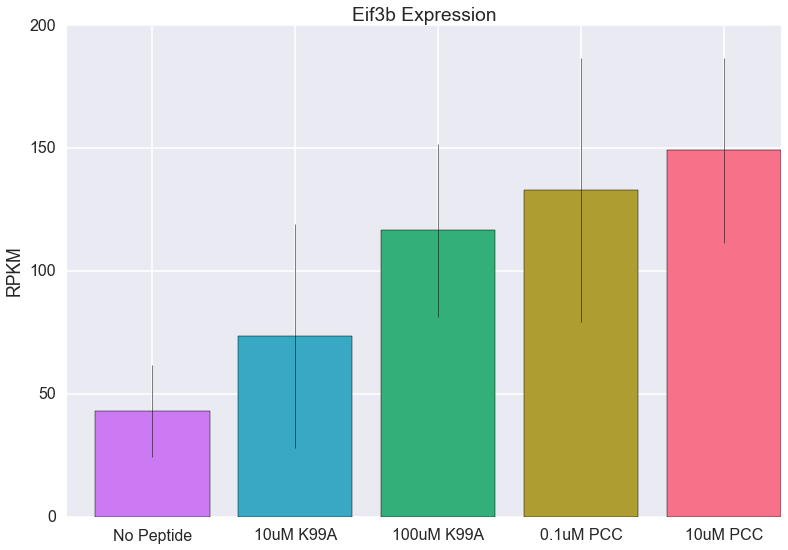 Eif3b Expression
200
150
100
50
0
RPKM
No Peptide
10uM K99A
100uM K99A
0.1uM PCC
10uM PCC